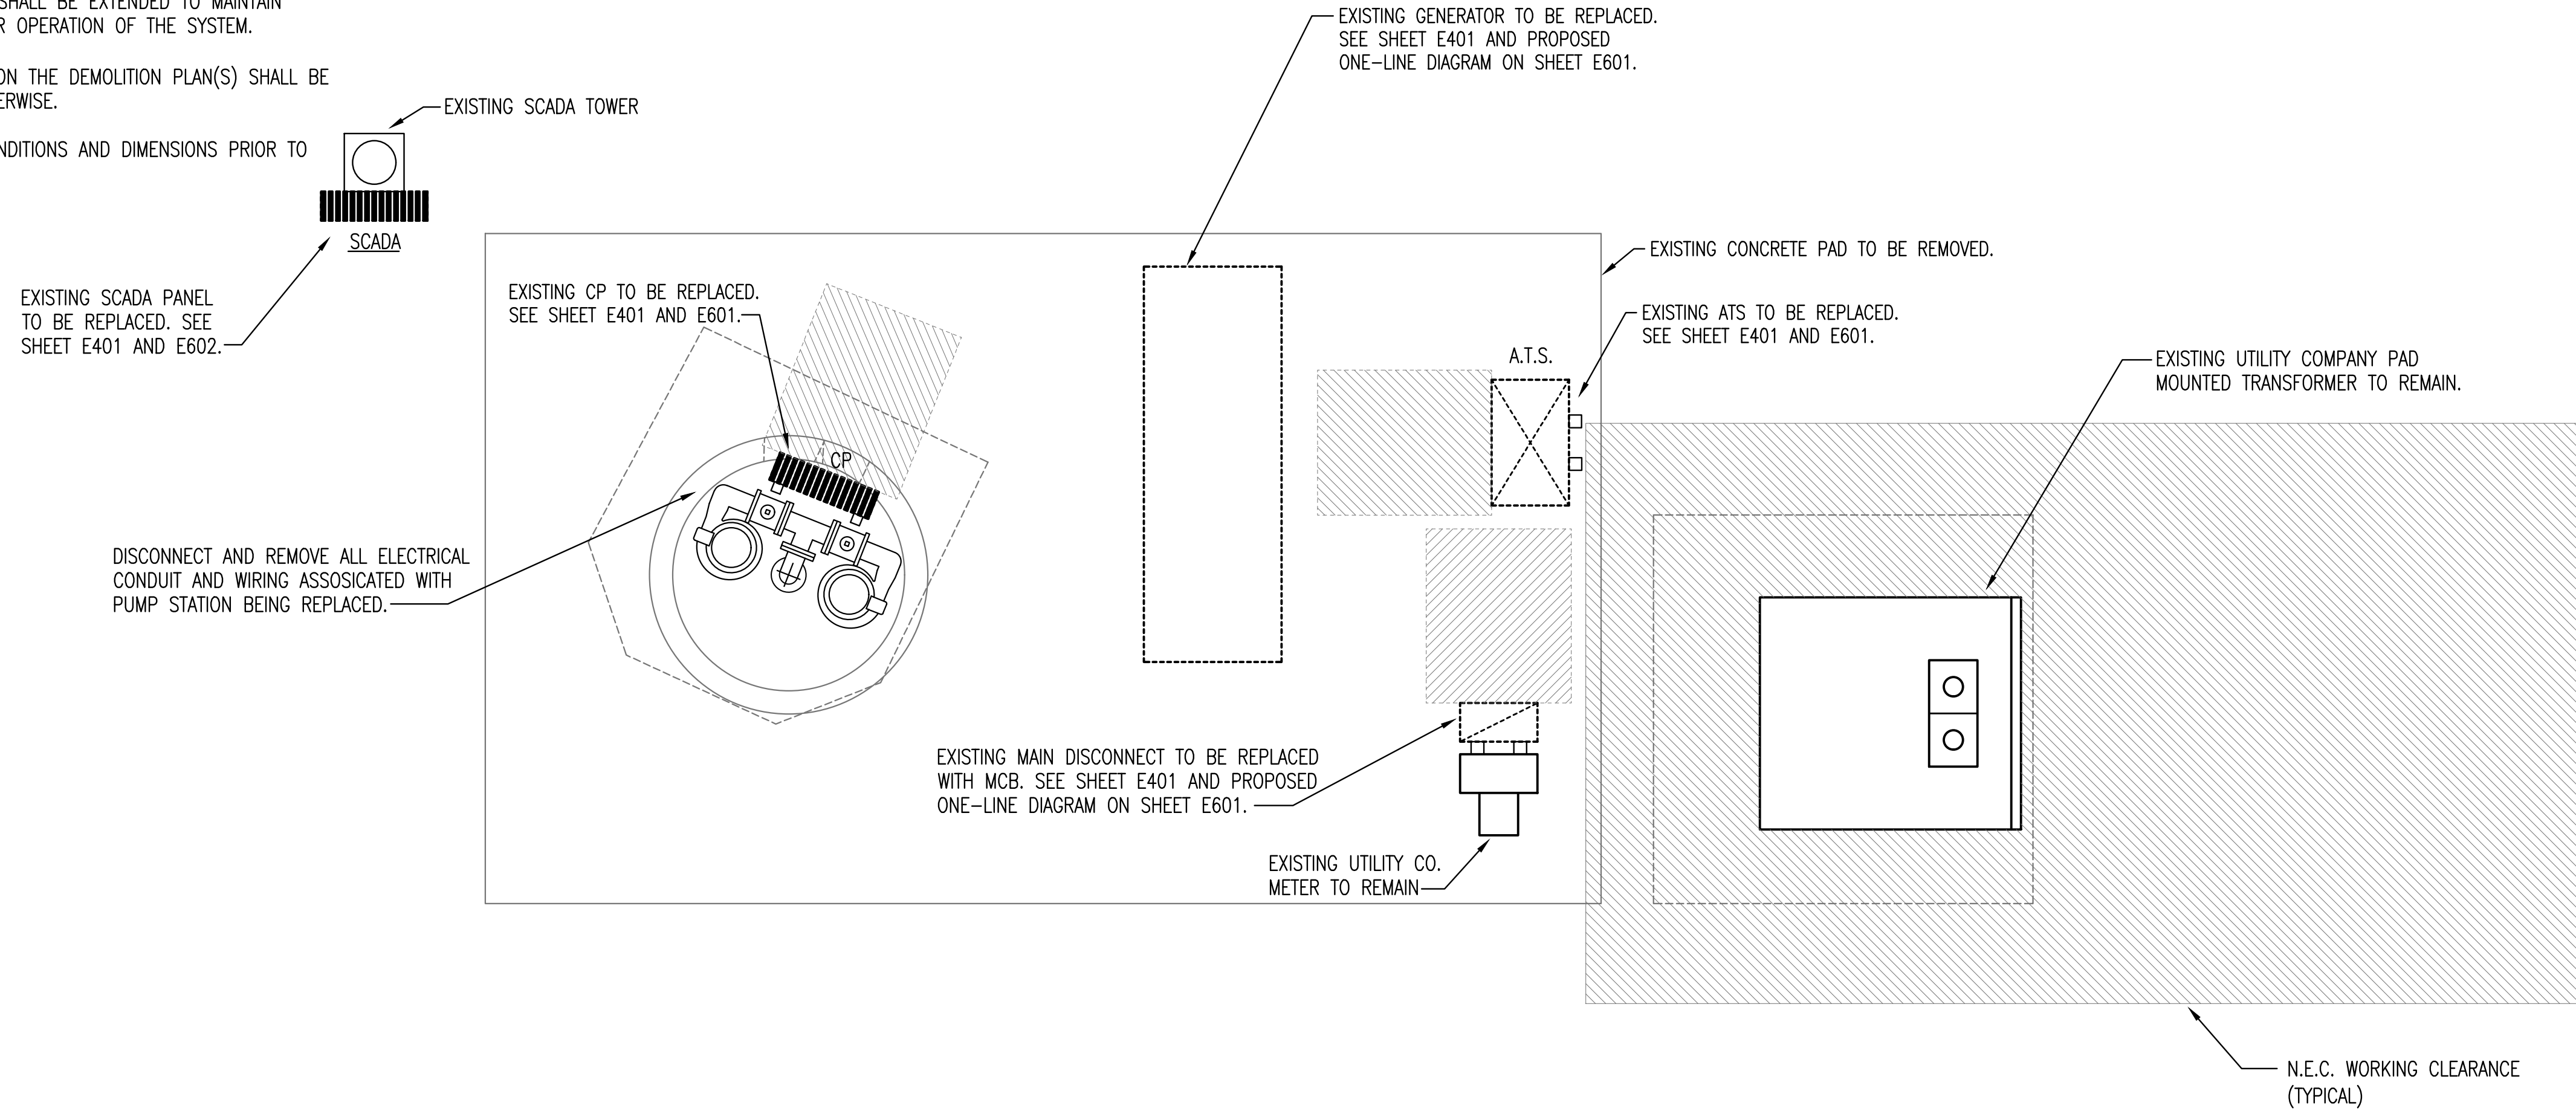 SHALL BE EXTENDED TO MAINTAIN
R OPERATION OF THE SYSTEM.
ON THE DEMOLITION PLAN(S) SHALL BE
ERWISE.
NDITIONS AND DIMENSIONS PRIOR TO
EXISTING SCADA TOWER
SCADA
EXISTING SCADA PANEL
TO BE REPLACED. SEE
SHEET E401 AND E602.
EXISTING GENERATOR TO BE REPLACED.
SEE SHEET E401 AND PROPOSED
ONE-LINE DIAGRAM ON SHEET E601.
EXISTING CP TO BE REPLACED.
SEE SHEET E401 AND E601.
CP
EXISTING CONCRETE PAD TO BE REMOVED.
EXISTING ATS TO BE REPLACED.
SEE SHEET E401 AND E601.
A.T.S.
EXISTING UTILITY COMPANY PAD
MOUNTED TRANSFORMER TO REMAIN.
DISCONNECT AND REMOVE ALL ELECTRICAL
CONDUIT AND WIRING ASSOSICATED WITH
PUMP STATION BEING REPLACED.
EXISTING MAIN DISCONNECT TO BE REPLACED
WITH MCB. SEE SHEET E401 AND PROPOSED
ONE-LINE DIAGRAM ON SHEET E601.
EXISTING UTILITY CO.
METER TO REMAIN
N.E.C. WORKING CLEARANCE
(TYPICAL)